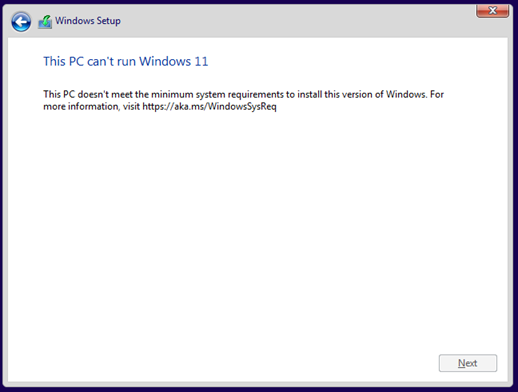 Windows Setup
This PC can't run Windows 11
This PC doesn't meet the minimum system requirements to install this version of Windows. For
more information, visit https://aka.ms/WindowsSysReq
Next